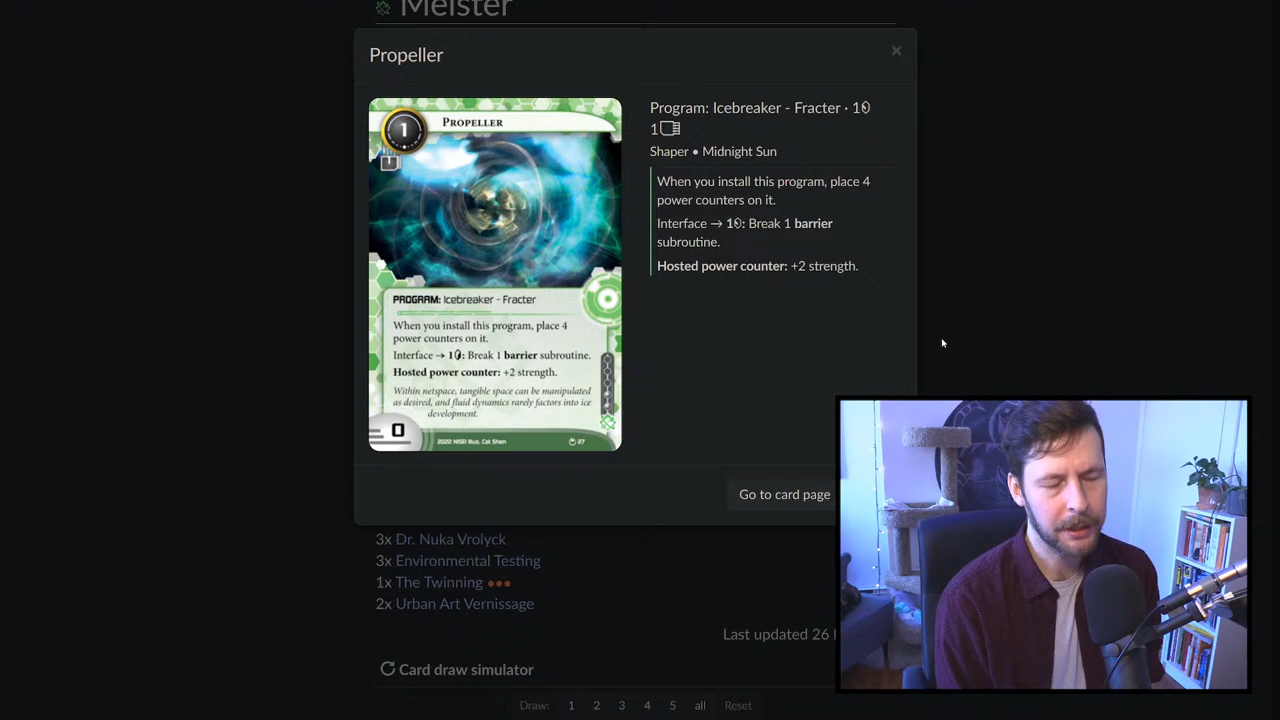 Meister
Propeller
×
1
PROPELLER
PROGRAM: Icebreaker - Fracter
When you install this program, place 4
power counters on it.
Interface → 1: Break 1 barrier subroutine.
Hosted power counter: +2 strength.
Within netspace, tangible space can be manipulated
as desired, and fluid dynamics rarely factors into ice
development.
0
2022 NISEI Illus. Cat Shen
27
Program: Icebreaker - Fracter · 1
1
Shaper • Midnight Sun
When you install this program, place 4
power counters on it.
Interface → 1: Break 1 barrier
subroutine.
Hosted power counter: +2 strength.
Go to card page
3x Dr. Nuka Vrolyck
3x Environmental Testing
1x The Twinning ●●●
2x Urban Art Vernissage
Last updated 26
Card draw simulator
Draw: 1 2 3 4 5 all Reset